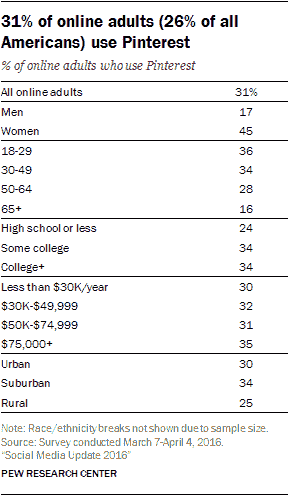 31% of online adults (26% of all
Americans) use Pinterest
% of online adults who use Pinterest
All online adults 31%
Men 17
Women 45
18-29 36
30-49 34
50-64 28
65+ 16
High school or less 24
Some college 34
College+ 34
Less than $30K/year 30
$30K-$49,999 32
$50K-$74,999 31
$75,000+ 35
Urban 30
Suburban 34
Rural 25
Note: Race/ethnicity breaks not shown due to sample size.
Source: Survey conducted March 7-April 4, 2016.
“Social Media Update 2016”
PEW RESEARCH CENTER